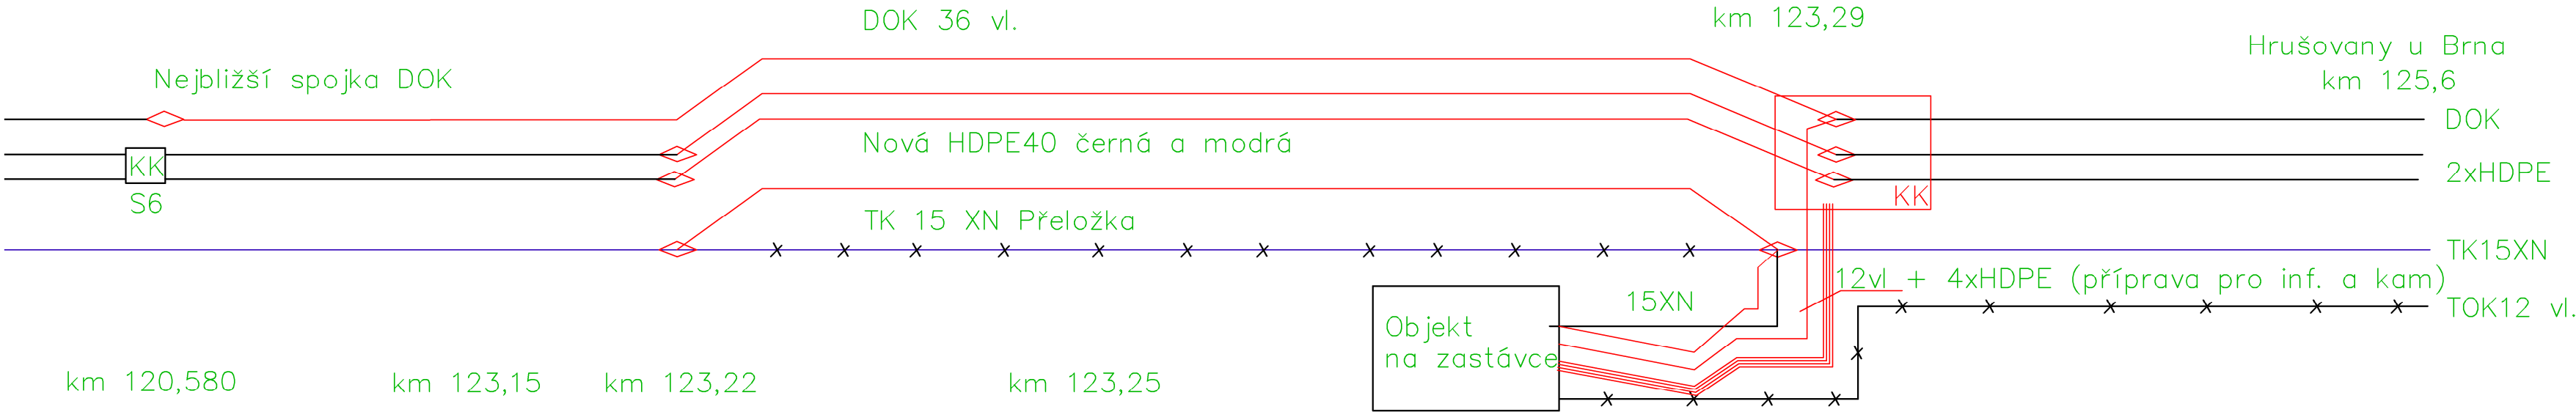 DOK 36 vl.
km 123,29
Hrušovany u Brna
km 125,6
Nejbližší spojka DOK
DOK
Nová HDPE40 černá a modrá
KK
2xHDPE
KK
S6
TK 15 XN Přeložka
TK15XN
12vl + 4xHDPE (příprava pro inf. a kam)
15XN
TOK12 vl.
Objekt
na zastávce
km 120,580
km 123,15
km 123,22
km 123,25